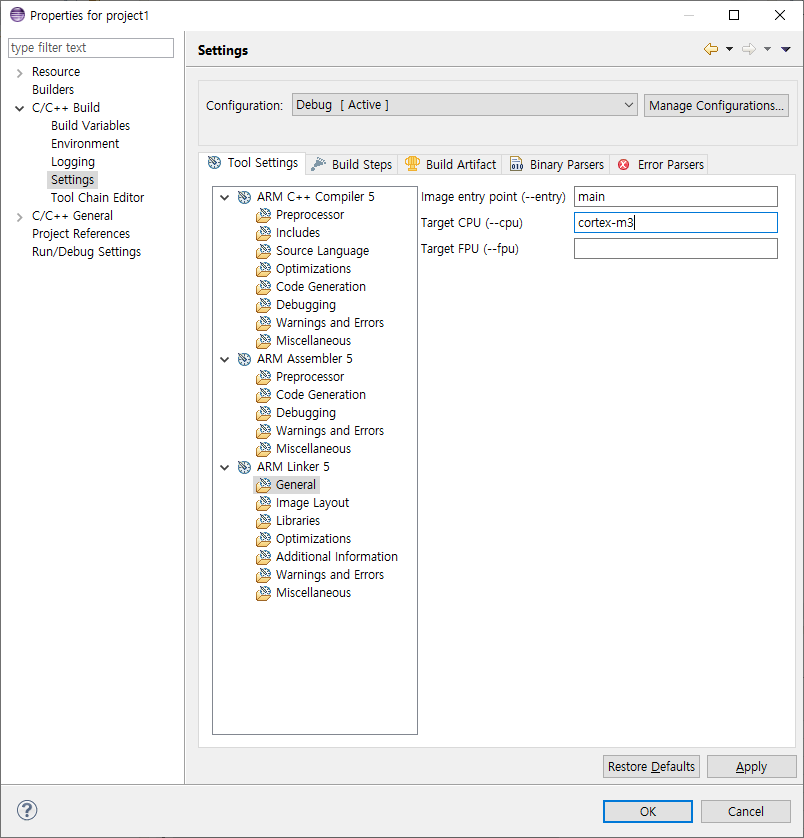 Properties for project1
type filter text
Settings
Resource
Builders
C/C++ Build
Build Variables
Environment
Logging
Settings
Tool Chain Editor
C/C++ General
Project References
Run/Debug Settings
Configuration:
Debug [ Active ]
Manage Configurations...
Tool Settings
Build Steps
Build Artifact
Binary Parsers
Error Parsers
ARM C++ Compiler 5
Preprocessor
Includes
Source Language
Optimizations
Code Generation
Debugging
Warnings and Errors
Miscellaneous
ARM Assembler 5
Preprocessor
Code Generation
Debugging
Warnings and Errors
Miscellaneous
ARM Linker 5
General
Image Layout
Libraries
Optimizations
Additional Information
Warnings and Errors
Miscellaneous
Image entry point (--entry) main
Target CPU (--cpu) cortex-m3
Target FPU (--fpu)
Restore Defaults
Apply
OK
Cancel